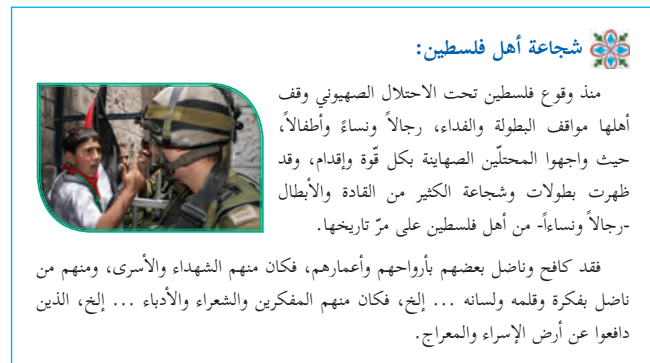 شجاعة أهل فلسطين:
منذ وقوع فلسطين تحت الاحتلال الصهيوني وقف
أهلها مواقف البطولة والفداء، رجالاً ونساءً وأطفالاً،
حيث واجهوا المحتلّين الصهاينة بكل قوّة وإقدام، وقد
ظهرت بطولات وشجاعة الكثير من القادة والأبطال
-رجالاً ونساءاً- من أهل فلسطين على مرّ تاريخها.
فقد كافح وناضل بعضهم بأرواحهم وأعمارهم، فكان منهم الشهداء والأسرى، ومنهم من
ناضل بفكرة وقلمه ولسانه ... إلخ، فكان منهم المفكرين والشعراء والأدباء ... إلخ، الذين
دافعوا عن أرض الإسراء والمعراج.